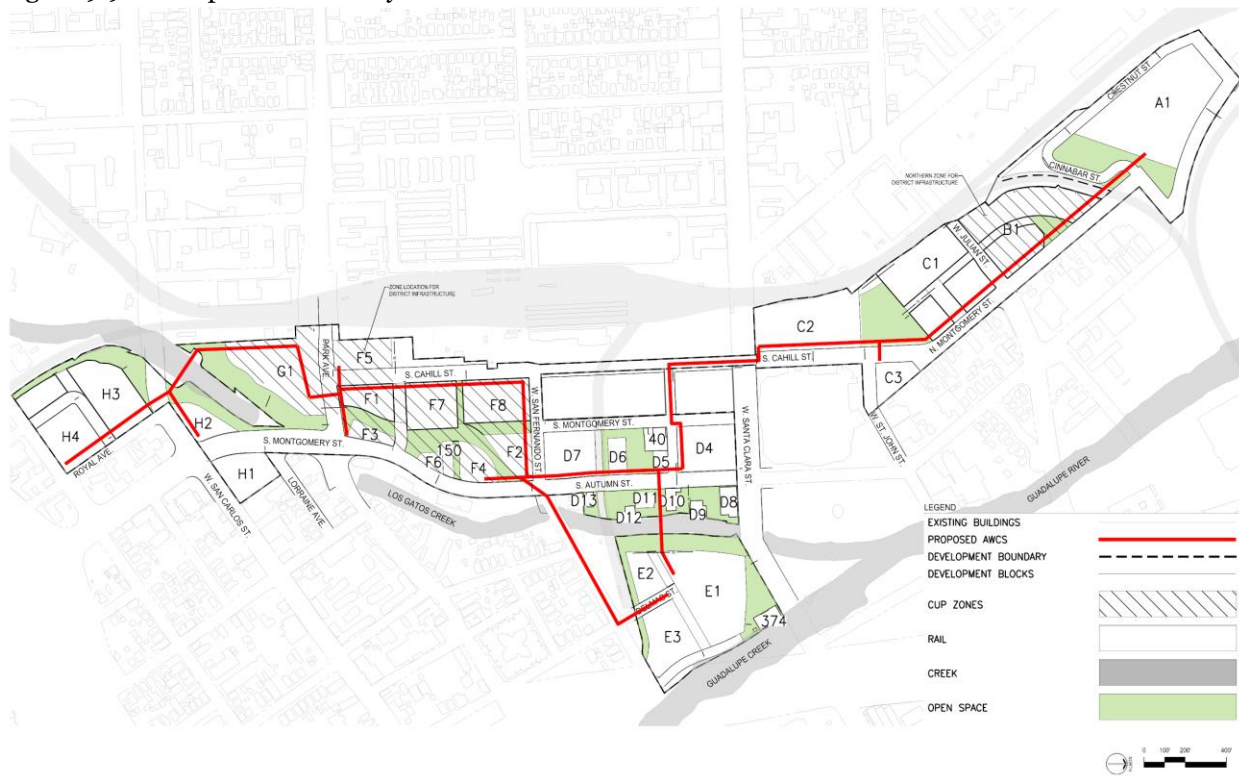 CHESTNUT ST.
A1
CINNABAR ST.
NORTHERN ZONE FOR
DISTRICT INFRASTRUCTURE
B1
W. JULIAN ST.
C1
N. MONTGOMERY ST.
ZONE LOCATION FOR
DISTRICT INFRASTRUCTURE
C2
S. CAHILL ST.
C3
W. ST. JOHN ST.
PARK AVE
F5
G1
S. CAHILL ST.
F1
F7
F8
W. SAN FERNANDO ST.
W. SANTA CLARA ST.
H3
H4
H2
ROYAL AVE.
S. MONTGOMERY ST.
F3
150
F6
F4
F2
S. MONTGOMERY ST.
D7
D6
40
D5
D4
H1
W. SAN CARLOS ST.
LORRAINE AVE.
LOS GATOS CREEK
S. AUTUMN ST.
D13
D11
D10
D8
D12
D9
GUADALUPE RIVER
E2
E1
E3
374
GUADALUPE CREEK
LEGEND
EXISTING BUILDINGS
PROPOSED AWCS
DEVELOPMENT BOUNDARY
DEVELOPMENT BLOCKS
CUP ZONES
RAIL
CREEK
OPEN SPACE
0 100' 200' 400'